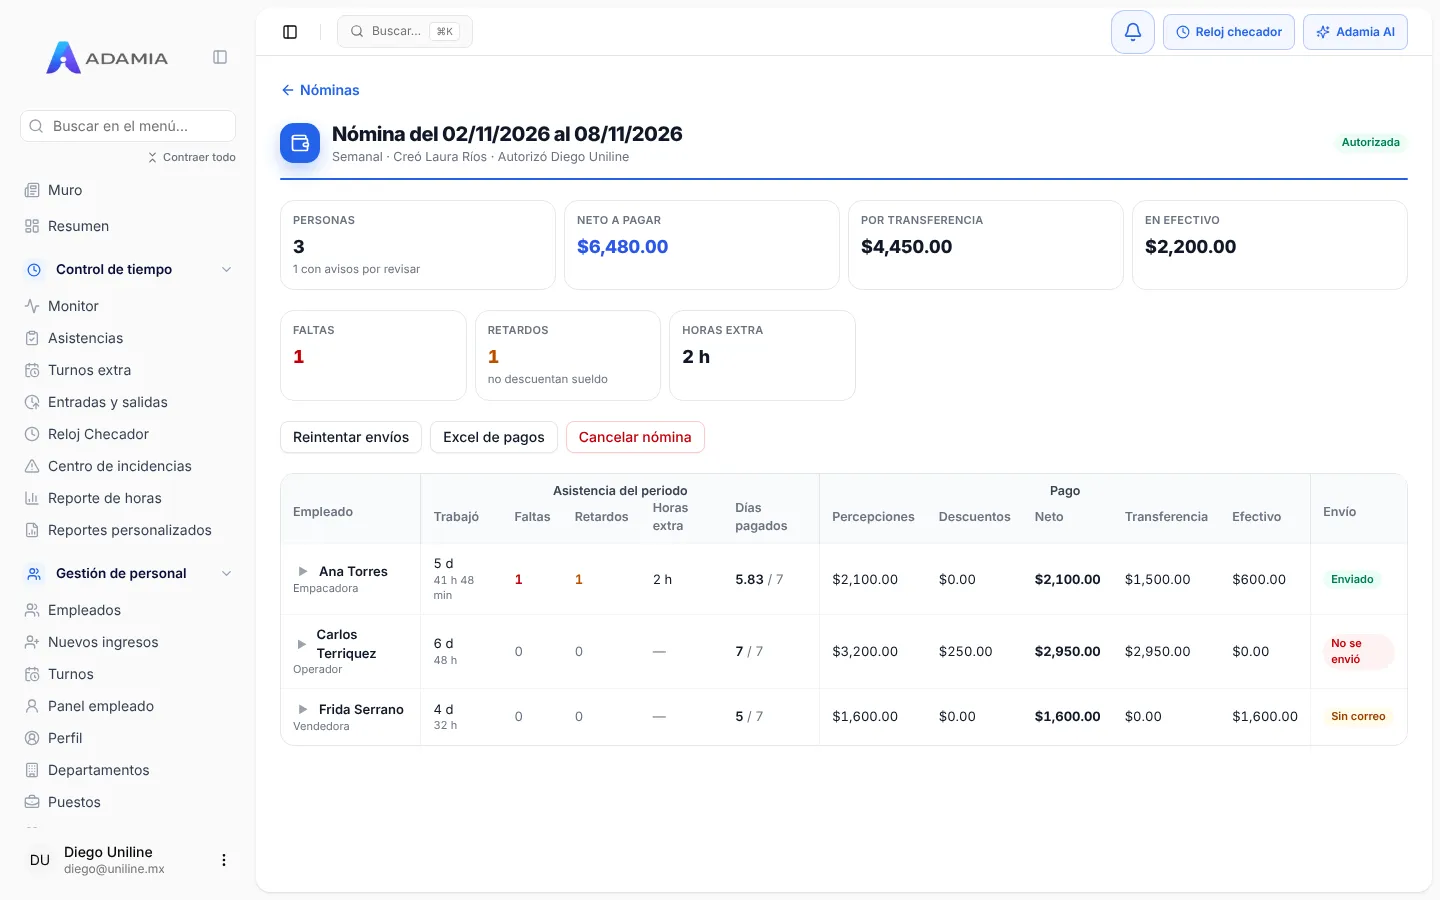 ADAMIA
Buscar en el menú...
Contraer todo
Muro
Resumen
Control de tiempo
Monitor
Asistencias
Turnos extra
Entradas y salidas
Reloj Checador
Centro de incidencias
Reporte de horas
Reportes personalizados
Gestión de personal
Empleados
Nuevos ingresos
Turnos
Panel empleado
Perfil
Departamentos
Puestos
DU
Diego Uniline
diego@uniline.mx
Buscar... ⌘K
Reloj checador
Adamia AI
← Nóminas
Nómina del 02/11/2026 al 08/11/2026
Semanal · Creó Laura Ríos · Autorizó Diego Uniline
Autorizada
PERSONAS
3
1 con avisos por revisar
NETO A PAGAR
$6,480.00
POR TRANSFERENCIA
$4,450.00
EN EFECTIVO
$2,200.00
FALTAS
1
RETARDOS
1
no descuentan sueldo
HORAS EXTRA
2 h
Reintentar envíos
Excel de pagos
Cancelar nómina
Empleado
Asistencia del periodo
Trabajó
Faltas
Retardos
Horas
extra
Días
pagados
Pago
Percepciones
Descuentos
Neto
Transferencia
Efectivo
Envío
Ana Torres
Empacadora
5 d
41 h 48
min
1
1
2 h
5.83 / 7
$2,100.00
$0.00
$2,100.00
$1,500.00
$600.00
Enviado
Carlos
Terriquez
Operador
6 d
48 h
0
0
—
7 / 7
$3,200.00
$250.00
$2,950.00
$2,950.00
$0.00
No se
envió
Frida Serrano
Vendedora
4 d
32 h
0
0
—
5 / 7
$1,600.00
$0.00
$1,600.00
$0.00
$1,600.00
Sin correo